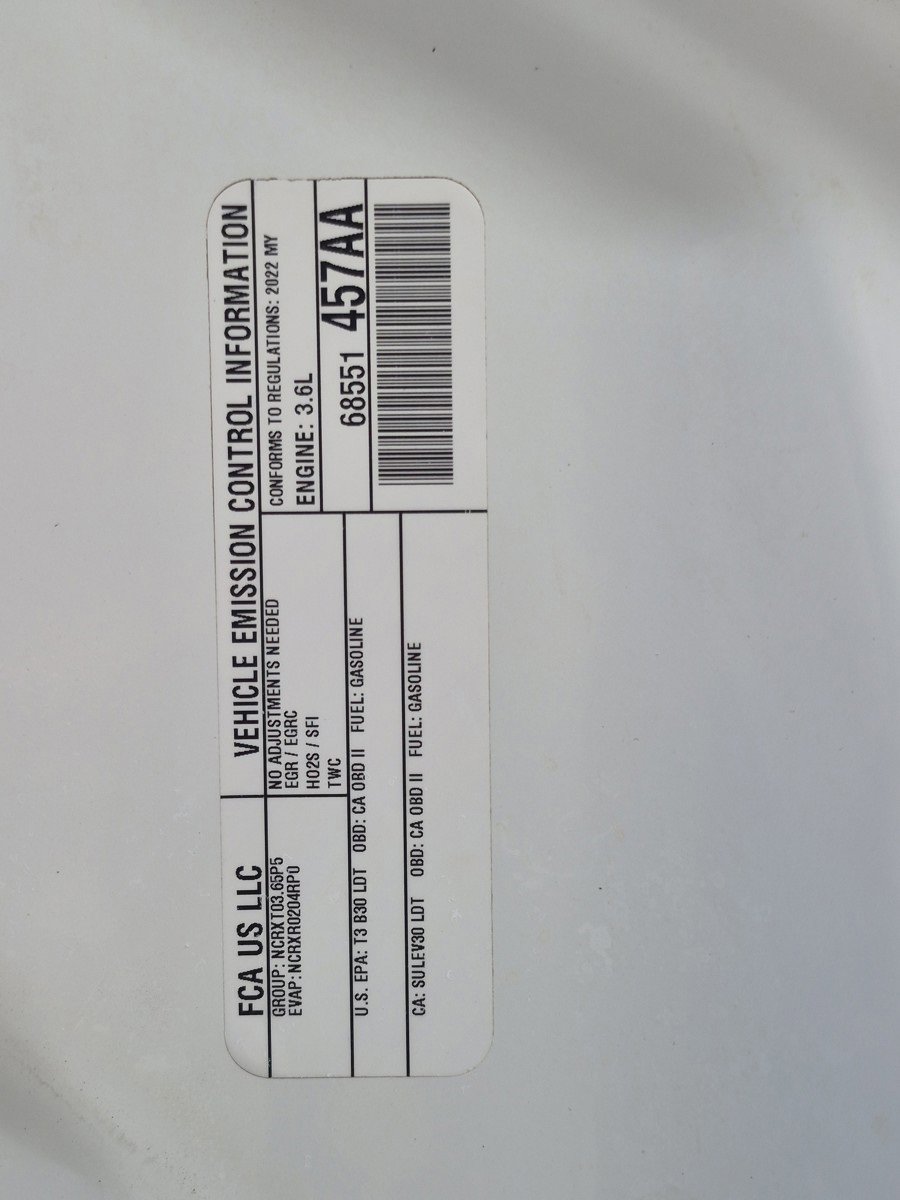 FCA US LLC
VEHICLE EMISSION CONTROL INFORMATION
GROUP: NCRXT03.65P5
EVAP: NCRXR0204RP0
NO ADJUSTMENTS NEEDED
EGR / EGRC
HO2S / SFI
TWC
CONFORMS TO REGULATIONS: 2022 MY
ENGINE: 3.6L
68551 457AA
U.S. EPA: T3 B30 LDT OBD: CA OBD II FUEL: GASOLINE
CA: SULEV30 LDT OBD: CA OBD II FUEL: GASOLINE